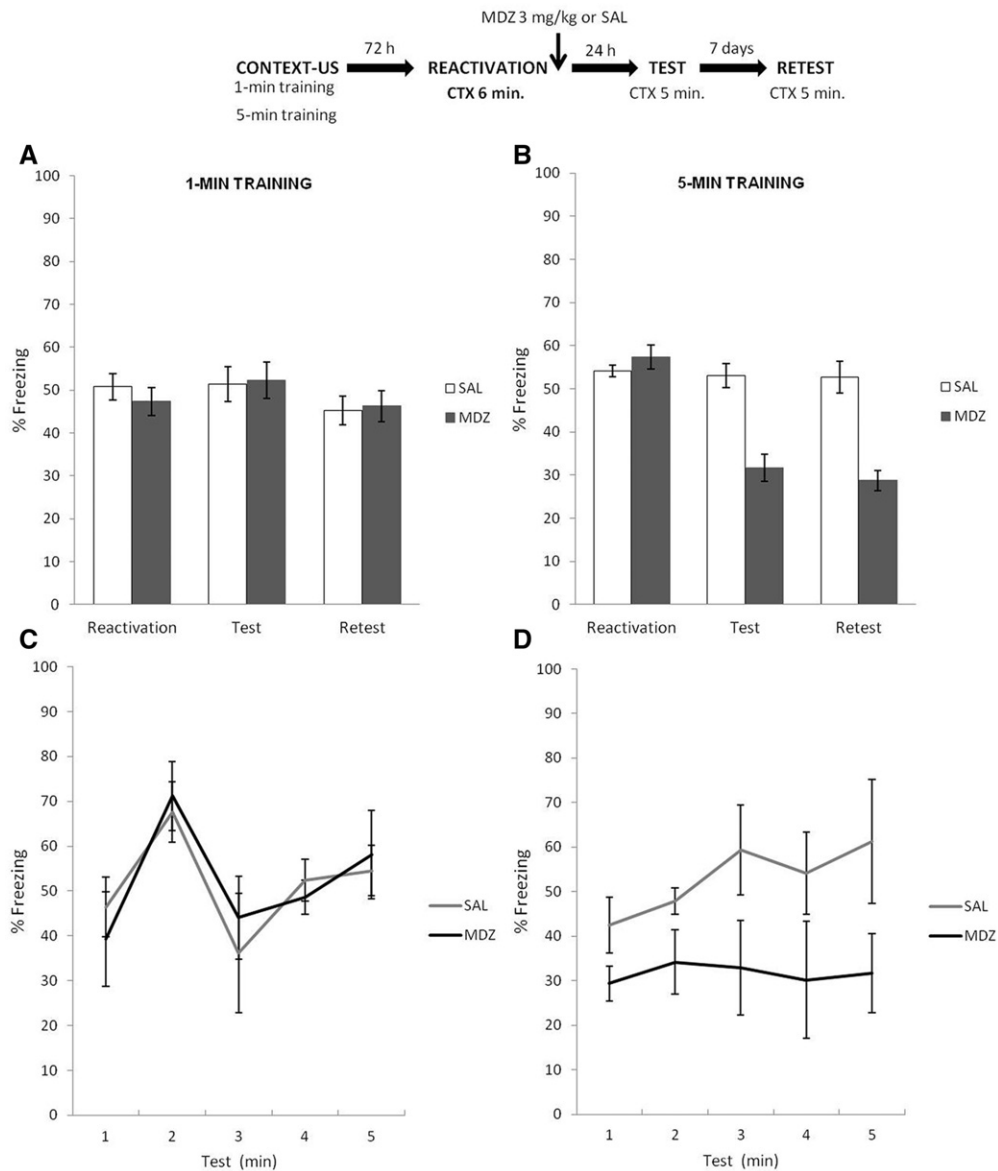 MDZ 3 mg/kg or SAL
72 h
24 h
7 days
CONTEXT-US
REACTIVATION
TEST
RETEST
1-min training
CTX 6 min.
CTX 5 min.
CTX 5 min.
5-min training
A
1-MIN TRAINING
100
90
80
70
60
50
40
30
20
10
0
% Freezing
SAL
MDZ
Reactivation
Test
Retest
B
5-MIN TRAINING
100
90
80
70
60
50
40
30
20
10
0
% Freezing
SAL
MDZ
Reactivation
Test
Retest
C
100
90
80
70
60
50
40
30
20
10
0
% Freezing
SAL
MDZ
1 2 3 4 5
Test (min)
D
100
90
80
70
60
50
40
30
20
10
0
% Freezing
SAL
MDZ
1 2 3 4 5
Test (min)